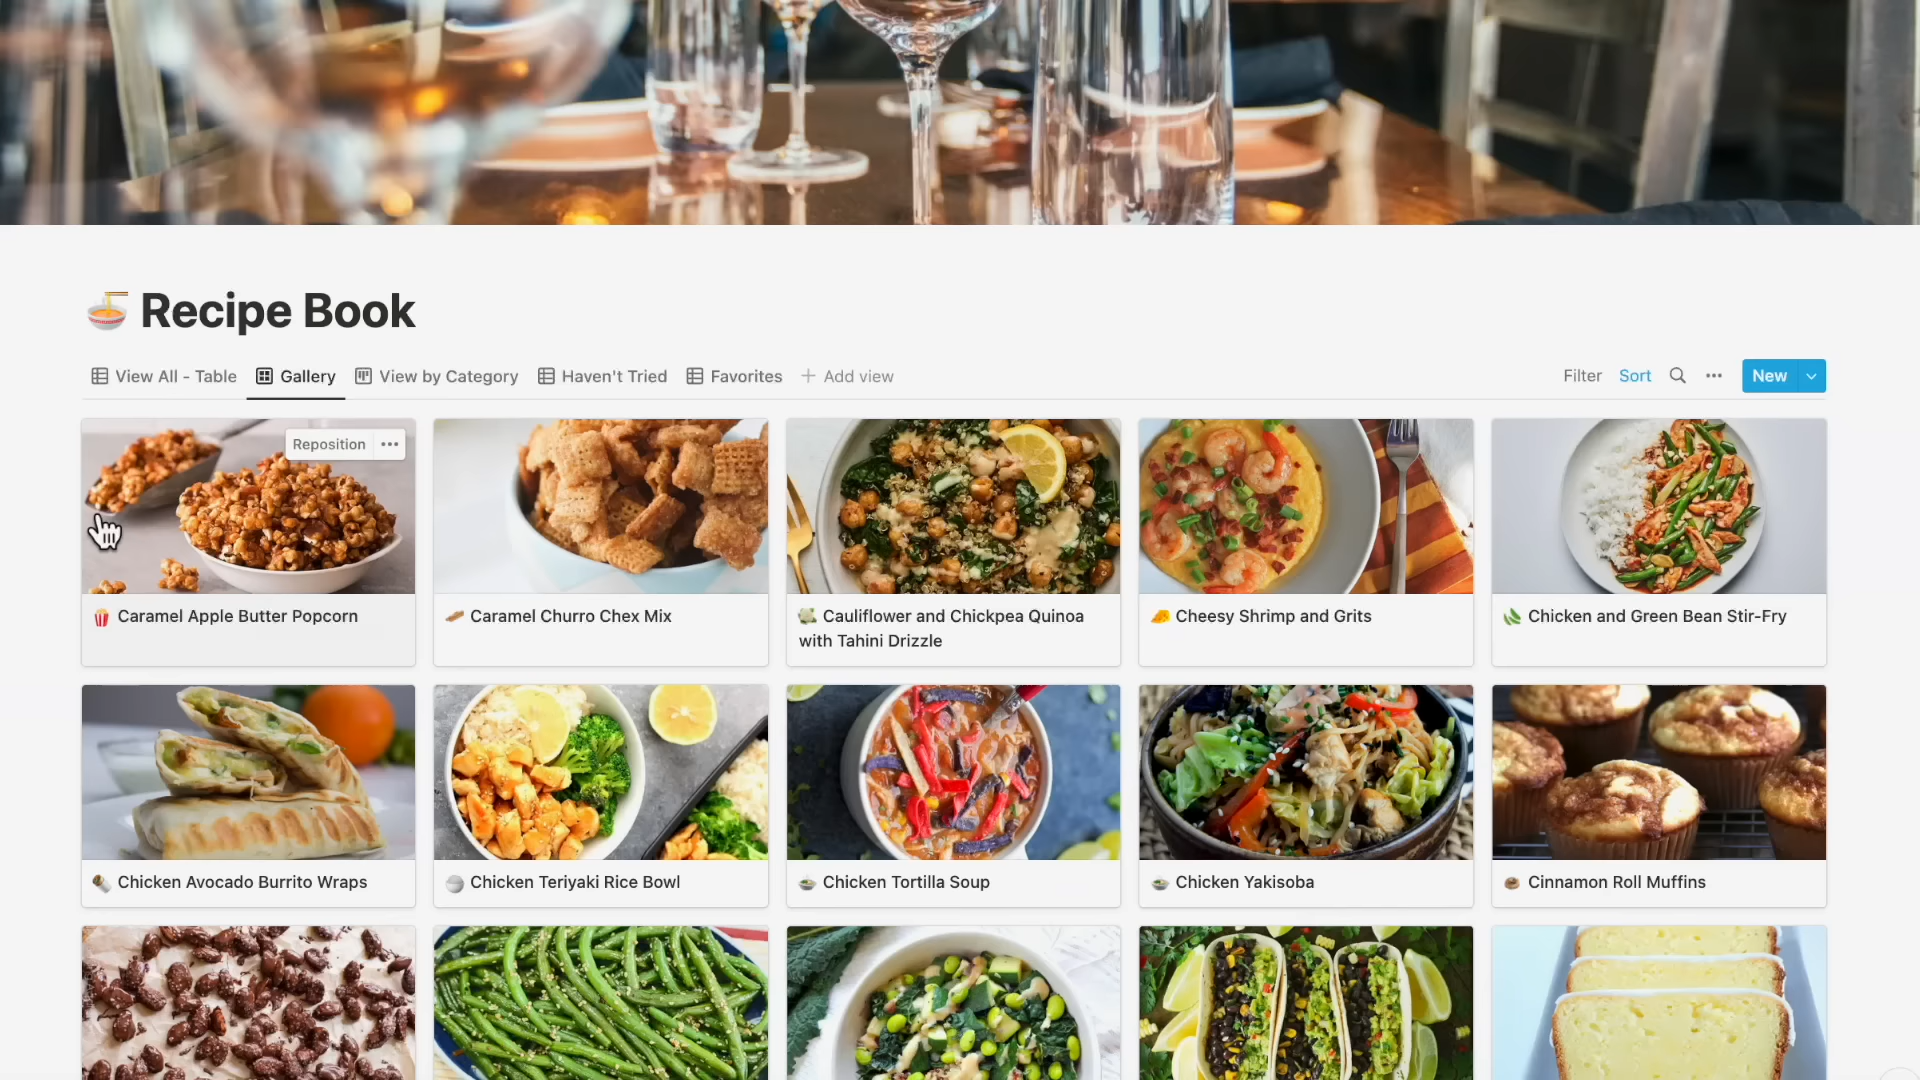 Recipe Book
View All - Table
Gallery
View by Category
Haven't Tried
Favorites
Add view
Filter
Sort
New
Reposition
Caramel Apple Butter Popcorn
Caramel Churro Chex Mix
Cauliflower and Chickpea Quinoa
with Tahini Drizzle
Cheesy Shrimp and Grits
Chicken and Green Bean Stir-Fry
Chicken Avocado Burrito Wraps
Chicken Teriyaki Rice Bowl
Chicken Tortilla Soup
Chicken Yakisoba
Cinnamon Roll Muffins